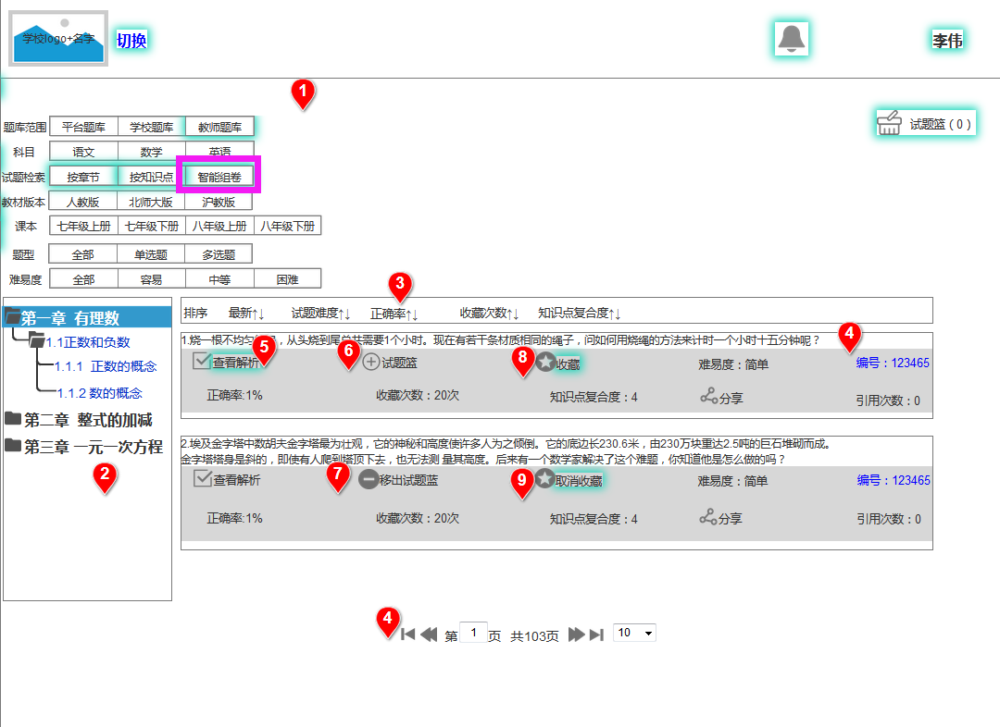 学校logo+名字 切换 李伟
1
试题篮（0）
题库范围 平台题库 学校题库 教师题库
科目 语文 数学 英语
试题检索 按章节 按知识点 智能组卷
教材版本 人教版 北师大版 沪教版
课本 七年级上册 七年级下册 八年级上册 八年级下册
题型 全部 单选题 多选题
难易度 全部 容易 中等 困难
3
第一章 有理数
1.1正数和负数
1.1.1 正数的概念
1.1.2 数的概念
第二章 整式的加减
第三章 一元一次方程
2
排序 最新↑↓ 试题难度↑↓ 正确率↑↓ 收藏次数↑↓ 知识点复合度↑↓
1.烧一根不均匀 ，从头烧到尾总共需要1个小时。现在有若干条材质相同的绳子，问如何用烧绳的方法来计时一个小时十五分钟呢？
5 6 8 4
查看解析 试题篮 收藏 难易度：简单 编号：123465
正确率:1% 收藏次数：20次 知识点复合度：4 分享 引用次数：0
2.埃及金字塔中数胡夫金字塔最为壮观，它的神秘和高度使许多人为之倾倒。它的底边长230.6米，由230万块重达2.5吨的巨石堆砌而成。
金字塔塔身是斜的，即使有人爬到塔顶下去，也无法测 量其高度。后来有一个数学家解决了这个难题，你知道他是怎么做的吗？
7 9
查看解析 移出试题蓝 取消收藏 难易度：简单 编号：123465
正确率:1% 收藏次数：20次 知识点复合度：4 分享 引用次数：0
4
第 1 页 共103页 10